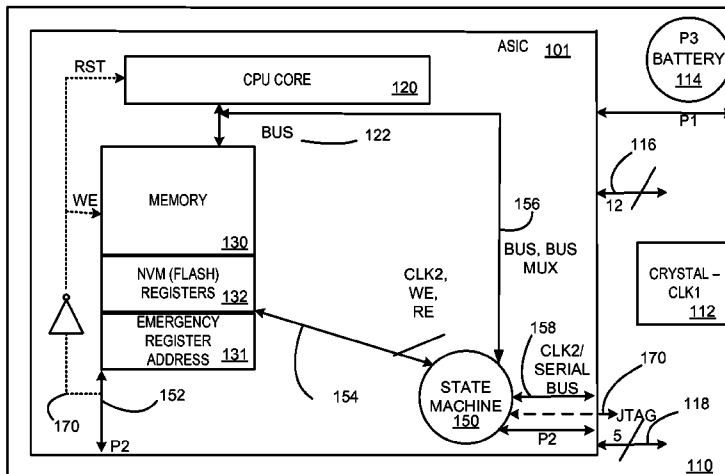 ASIC 101
P3
BATTERY
114
RST
CPU CORE
120
P1
BUS
122
116
12
WE
MEMORY
130
156
BUS, BUS
MUX
CRYSTAL –
CLK1
112
NVM (FLASH)
REGISTERS 132
CLK2,
WE,
RE
EMERGENCY
REGISTER
ADDRESS 131
158
CLK2/
SERIAL
BUS
170
154
STATE
MACHINE
150
JTAG
118
5
170
152
P2
P2
110